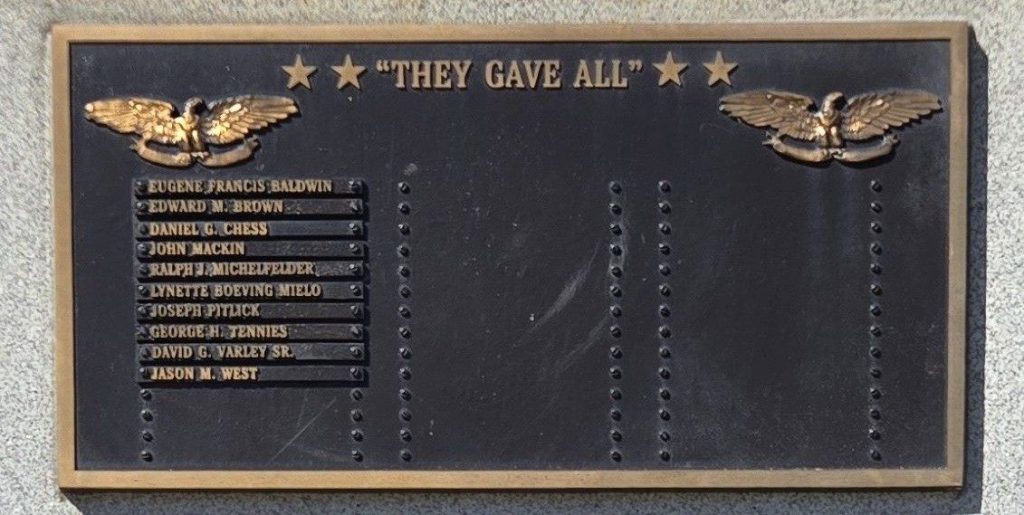 "THEY GAVE ALL"
EUGENE FRANCIS BALDWIN
EDWARD M. BROWN
DANIEL G. CHESS
JOHN MACKIN
RALPH J. MICHELFELDER
LYNETTE BOEVING MIELO
JOSEPH PITLICK
GEORGE H. TENNIES
DAVID G. VARLEY SR.
JASON M. WEST